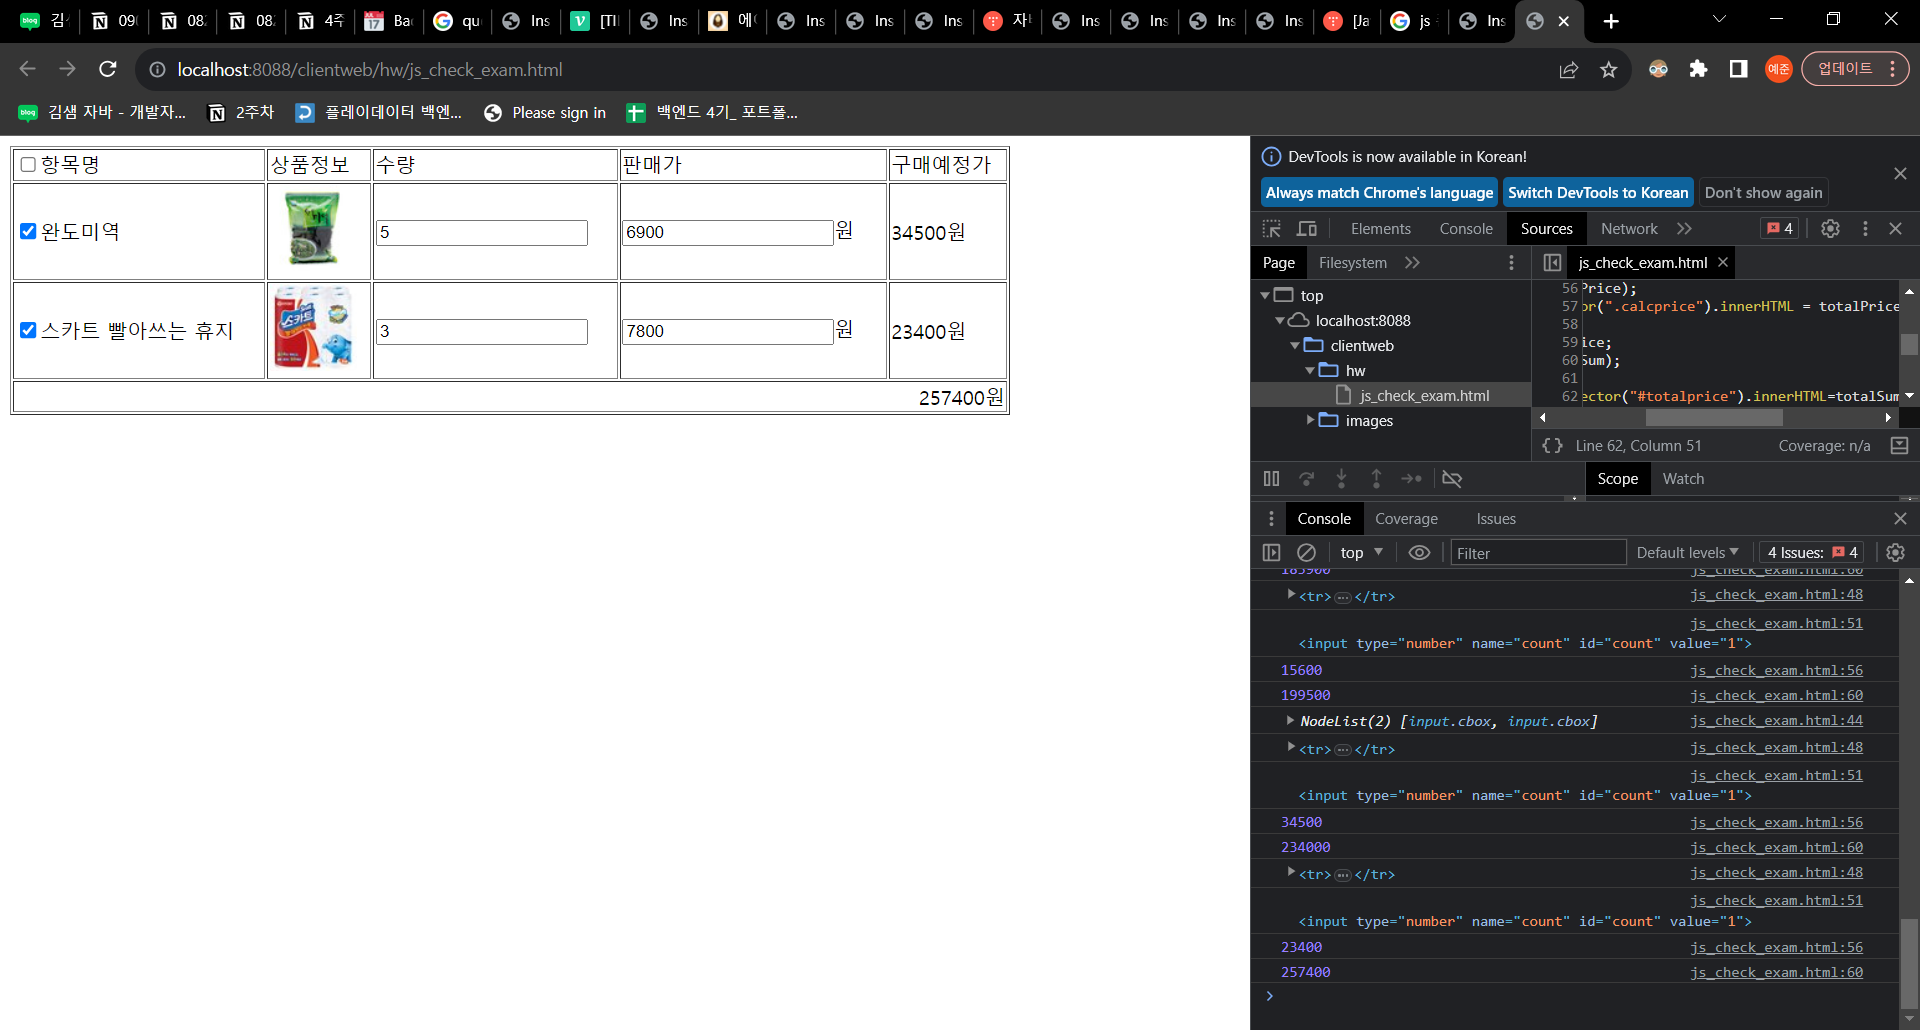 김 09 08 08 4주 Ba qu Ins [TI Ins 에 Ins Ins Ins 자 Ins Ins Ins Ins [Ja js Ins
localhost:8088/clientweb/hw/js_check_exam.html
예준 업데이트
김샘 자바 - 개발자... 2주차 플레이데이터 백엔... Please sign in 백엔드 4기_ 포트폴...
항목명 상품정보 수량 판매가 구매예정가
완도미역 5 6900 원 34500원
스카트 빨아쓰는 휴지 3 7800 원 23400원
257400원
DevTools is now available in Korean!
Always match Chrome's language Switch DevTools to Korean Don't show again
Elements Console Sources Network 4
Page Filesystem
js_check_exam.html
top
localhost:8088
clientweb
hw
js_check_exam.html
images
56 Price);
57 or(".calcprice").innerHTML = totalPrice
58
59 ice;
60 Sum);
61
62 ector("#totalprice").innerHTML=totalSum
{} Line 62, Column 51 Coverage: n/a
Scope Watch
Console Coverage Issues
top Filter Default levels 4 Issues: 4
185900 js_check_exam.html:60
<tr>…</tr> js_check_exam.html:48
js_check_exam.html:51
<input type="number" name="count" id="count" value="1">
15600 js_check_exam.html:56
199500 js_check_exam.html:60
NodeList(2) [input.cbox, input.cbox] js_check_exam.html:44
<tr>…</tr> js_check_exam.html:48
js_check_exam.html:51
<input type="number" name="count" id="count" value="1">
34500 js_check_exam.html:56
234000 js_check_exam.html:60
<tr>…</tr> js_check_exam.html:48
js_check_exam.html:51
<input type="number" name="count" id="count" value="1">
23400 js_check_exam.html:56
257400 js_check_exam.html:60